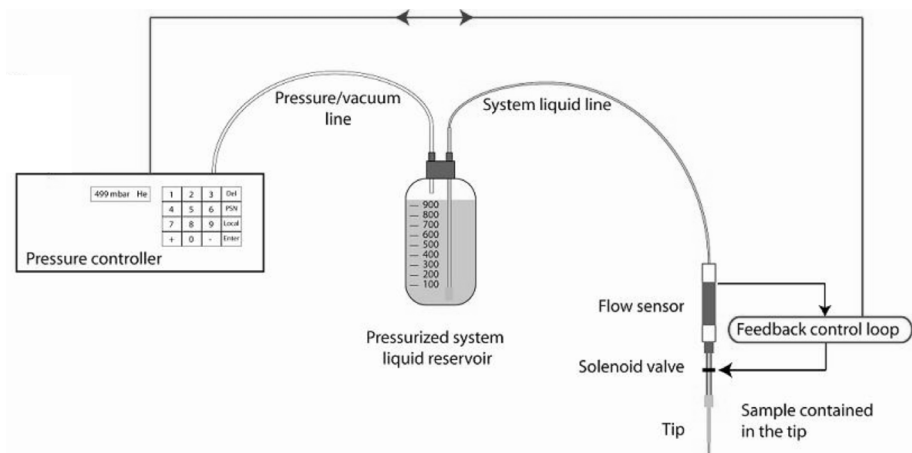 Pressure/vacuum
line
System liquid line
499 mbar He
1 2 3 Del
4 5 6 PSN
7 8 9 Local
+ 0 - Enter
Pressure controller
900
800
700
600
500
400
300
200
100
Pressurized system
liquid reservoir
Flow sensor
Feedback control loop
Solenoid valve
Tip
Sample contained
in the tip